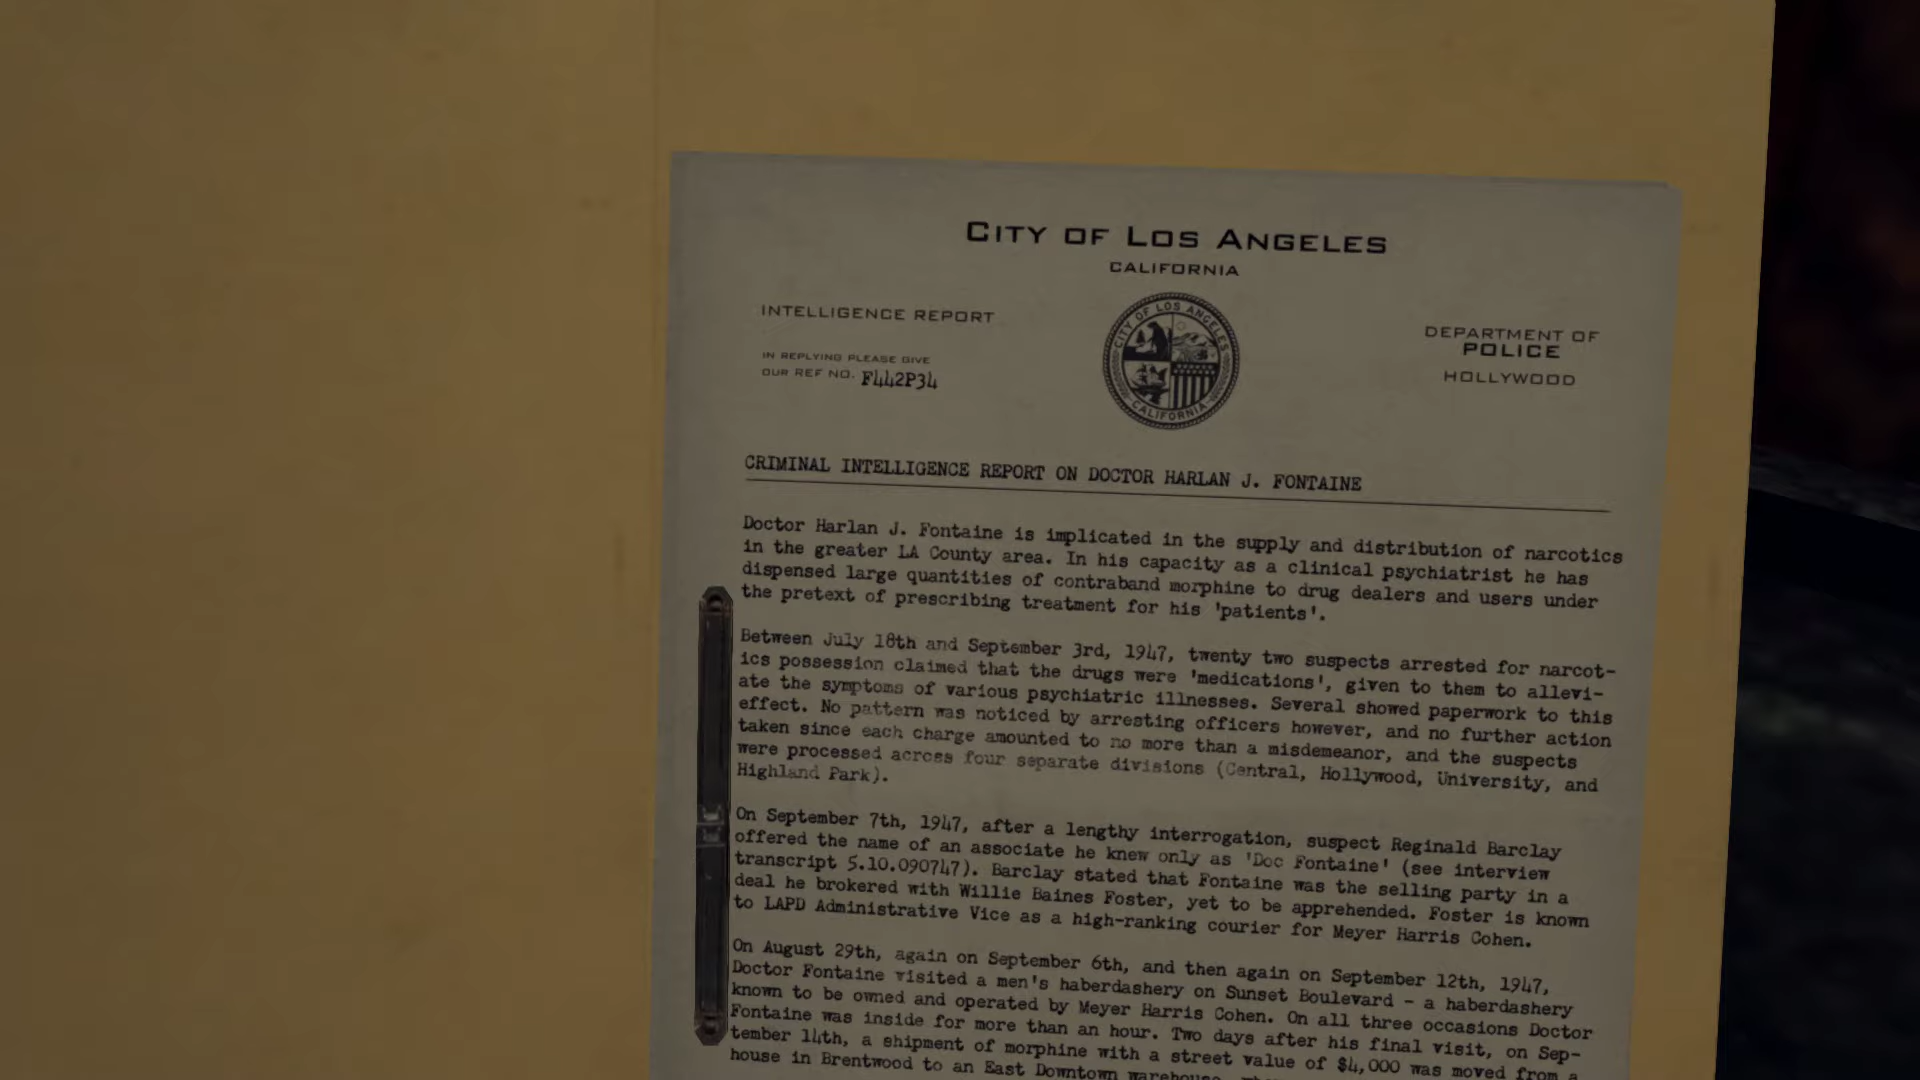 CITY OF LOS ANGELES
CALIFORNIA
INTELLIGENCE REPORT
IN REPLYING PLEASE GIVE
OUR REF NO. F442P34
CITY OF LOS ANGELES
CALIFORNIA
DEPARTMENT OF
POLICE
HOLLYWOOD
CRIMINAL INTELLIGENCE REPORT ON DOCTOR HARLAN J. FONTAINE
Doctor Harlan J. Fontaine is implicated in the supply and distribution of narcotics
in the greater LA County area. In his capacity as a clinical psychiatrist he has
dispensed large quantities of contraband morphine to drug dealers and users under
the pretext of prescribing treatment for his 'patients'.
Between July 18th and September 3rd, 1947, twenty two suspects arrested for narcot-
ics possession claimed that the drugs were 'medications', given to them to allevi-
ate the symptoms of various psychiatric illnesses. Several showed paperwork to this
effect. No pattern was noticed by arresting officers however, and no further action
taken since each charge amounted to no more than a misdemeanor, and the suspects
were processed across four separate divisions (Central, Hollywood, University, and
Highland Park).
On September 7th, 1947, after a lengthy interrogation, suspect Reginald Barclay
offered the name of an associate he knew only as 'Doc Fontaine' (see interview
transcript 5.10.090747). Barclay stated that Fontaine was the selling party in a
deal he brokered with Willie Baines Foster, yet to be apprehended. Foster is known
to LAPD Administrative Vice as a high-ranking courier for Meyer Harris Cohen.
On August 29th, again on September 6th, and then again on September 12th, 1947,
Doctor Fontaine visited a men's haberdashery on Sunset Boulevard - a haberdashery
known to be owned and operated by Meyer Harris Cohen. On all three occasions Doctor
Fontaine was inside for more than an hour. Two days after his final visit, on Sep-
tember 14th, a shipment of morphine with a street value of $4,000 was moved from a
house in Brentwood to an East Downtown warehouse,